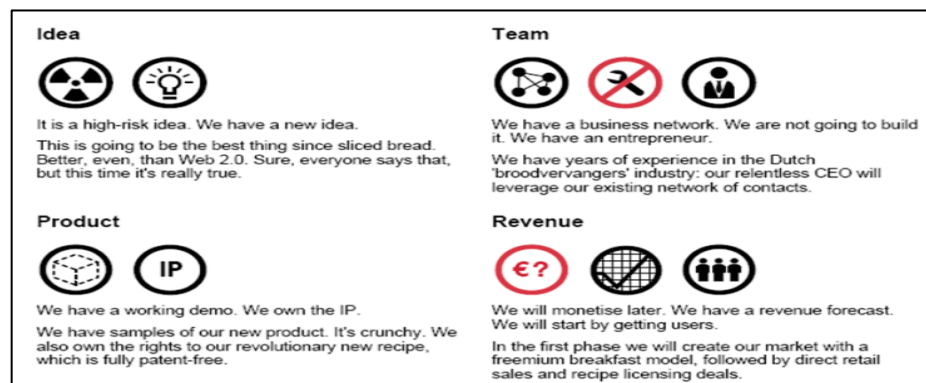 Idea
It is a high-risk idea. We have a new idea.
This is going to be the best thing since sliced bread.
Better, even, than Web 2.0. Sure, everyone says that,
but this time it's really true.
Team
We have a business network. We are not going to build
it. We have an entrepreneur.
We have years of experience in the Dutch
'broodvervangers' industry: our relentless CEO will
leverage our existing network of contacts.
Product
IP
We have a working demo. We own the IP.
We have samples of our new product. It's crunchy. We
also own the rights to our revolutionary new recipe,
which is fully patent-free.
Revenue
€?
We will monetise later. We have a revenue forecast.
We will start by getting users.
In the first phase we will create our market with a
freemium breakfast model, followed by direct retail
sales and recipe licensing deals.